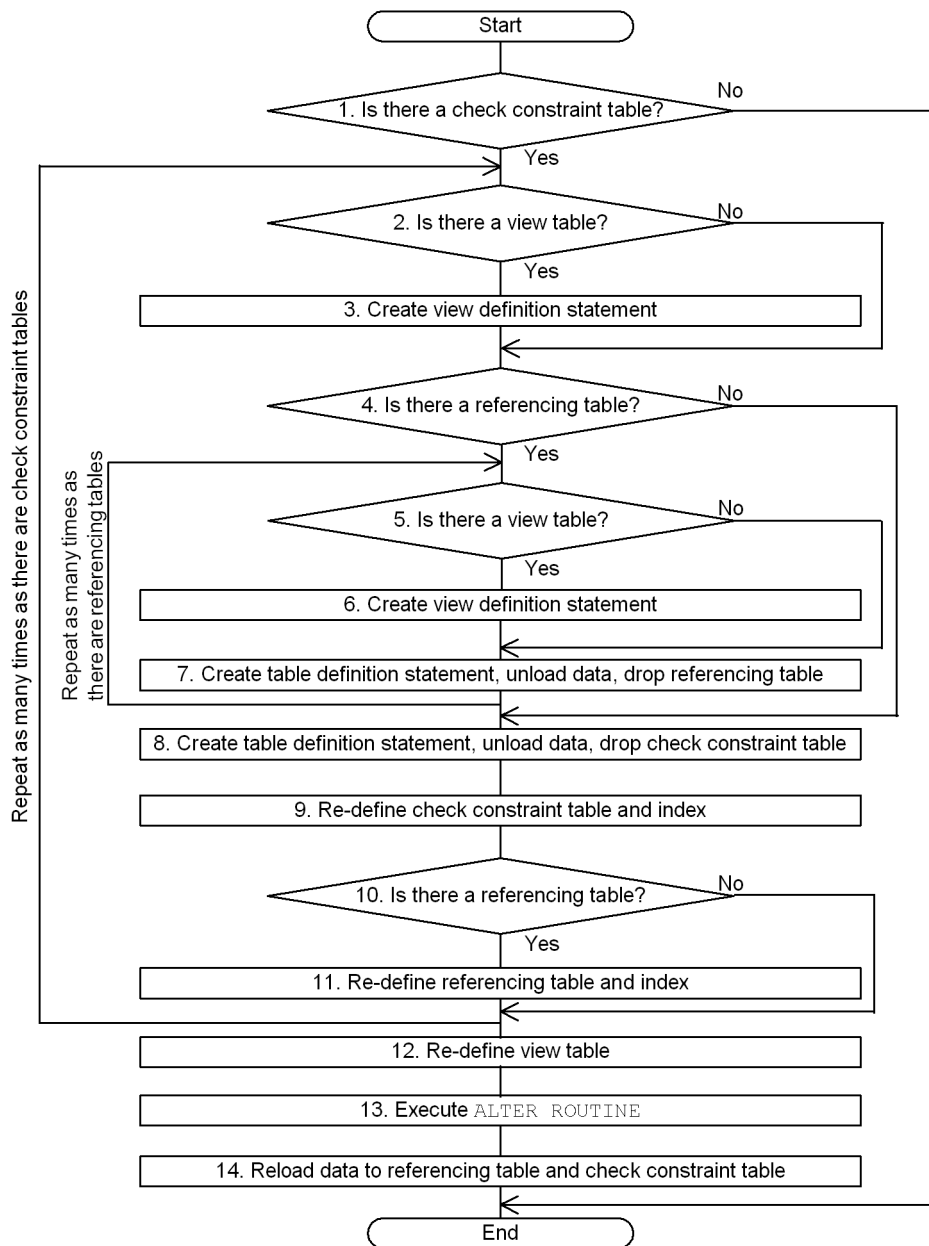 Start
1. Is there a check constraint table?
No
Yes
2. Is there a view table?
No
Yes
3. Create view definition statement
4. Is there a referencing table?
No
Yes
5. Is there a view table?
No
Yes
6. Create view definition statement
7. Create table definition statement, unload data, drop referencing table
Repeat as many times as
there are referencing tables
8. Create table definition statement, unload data, drop check constraint table
9. Re-define check constraint table and index
10. Is there a referencing table?
No
Yes
11. Re-define referencing table and index
Repeat as many times as there are check constraint tables
12. Re-define view table
13. Execute ALTER ROUTINE
14. Reload data to referencing table and check constraint table
End